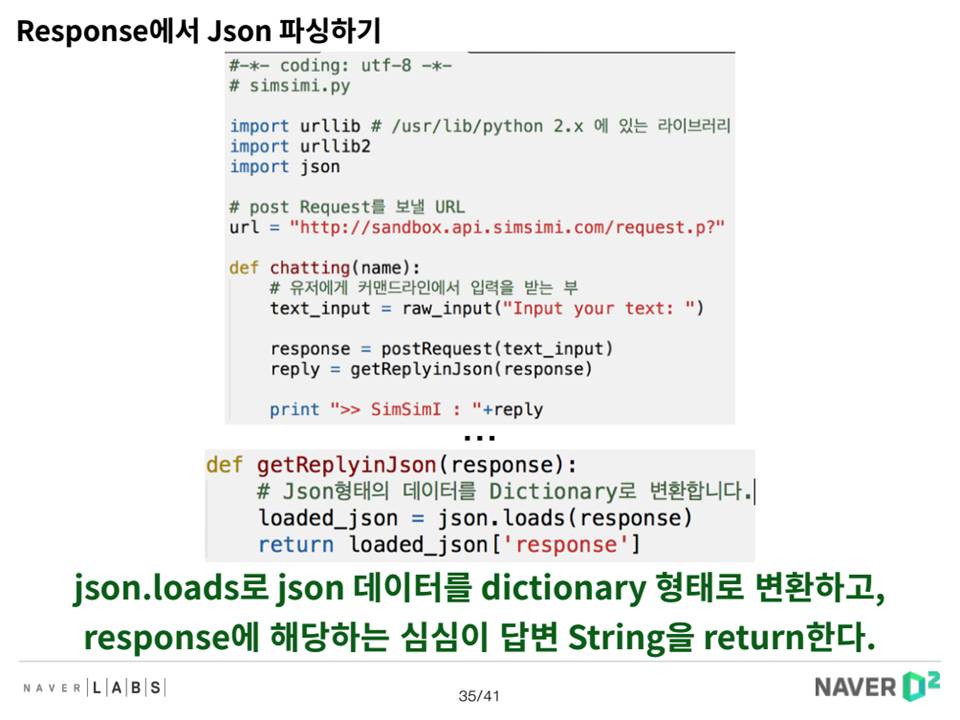 Response에서 Json 파싱하기
#-*- coding: utf-8 -*-
# simsimi.py
import urllib # /usr/lib/python 2.x 에 있는 라이브러리
import urllib2
import json
# post Request를 보낼 URL
url = "http://sandbox.api.simsimi.com/request.p?"
def chatting(name):
# 유저에게 커맨드라인에서 입력을 받는 부
text_input = raw_input("Input your text: ")
response = postRequest(text_input)
reply = getReplyinJson(response)
print ">> SimSimI : "+reply
...
def getReplyinJson(response):
# Json형태의 데이터를 Dictionary로 변환합니다.
loaded_json = json.loads(response)
return loaded_json['response']
json.loads로 json 데이터를 dictionary 형태로 변환하고,
response에 해당하는 심심이 답변 String을 return한다.
NAVER |L|A|B|S|
35/41
NAVER D2